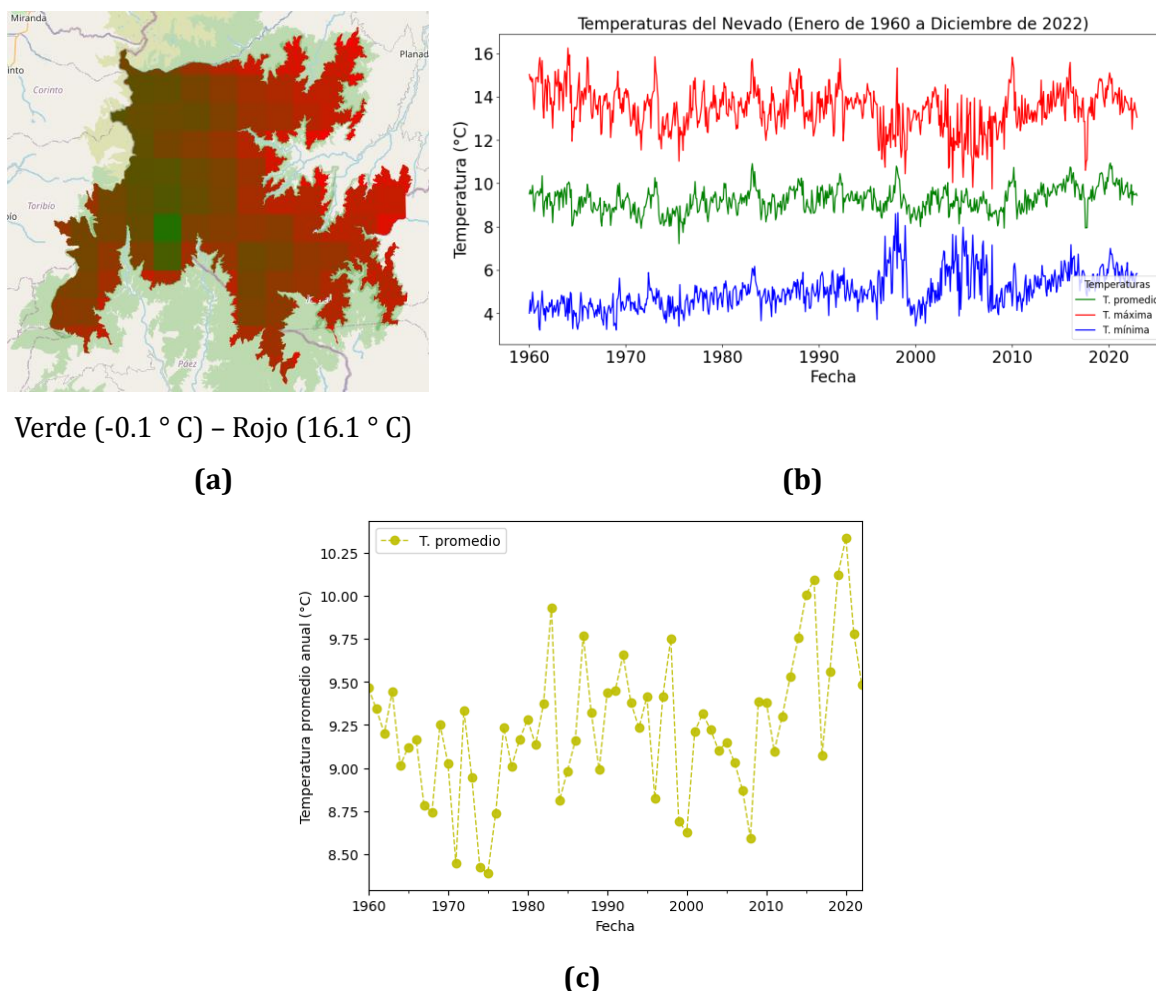 Miranda
Planad
into
Corinto
Toribío
pío
Páez
Verde (-0.1 ° C) – Rojo (16.1 ° C)
(a)
Temperaturas del Nevado (Enero de 1960 a Diciembre de 2022)
Temperatura (°C)
16
14
12
10
8
6
4
Temperaturas
T. promedio
T. máxima
T. mínima
1960
1970
1980
1990
2000
2010
2020
Fecha
(b)
T. promedio
Temperatura promedio anual (°C)
10.25
10.00
9.75
9.50
9.25
9.00
8.75
8.50
1960
1970
1980
1990
2000
2010
2020
Fecha
(c)